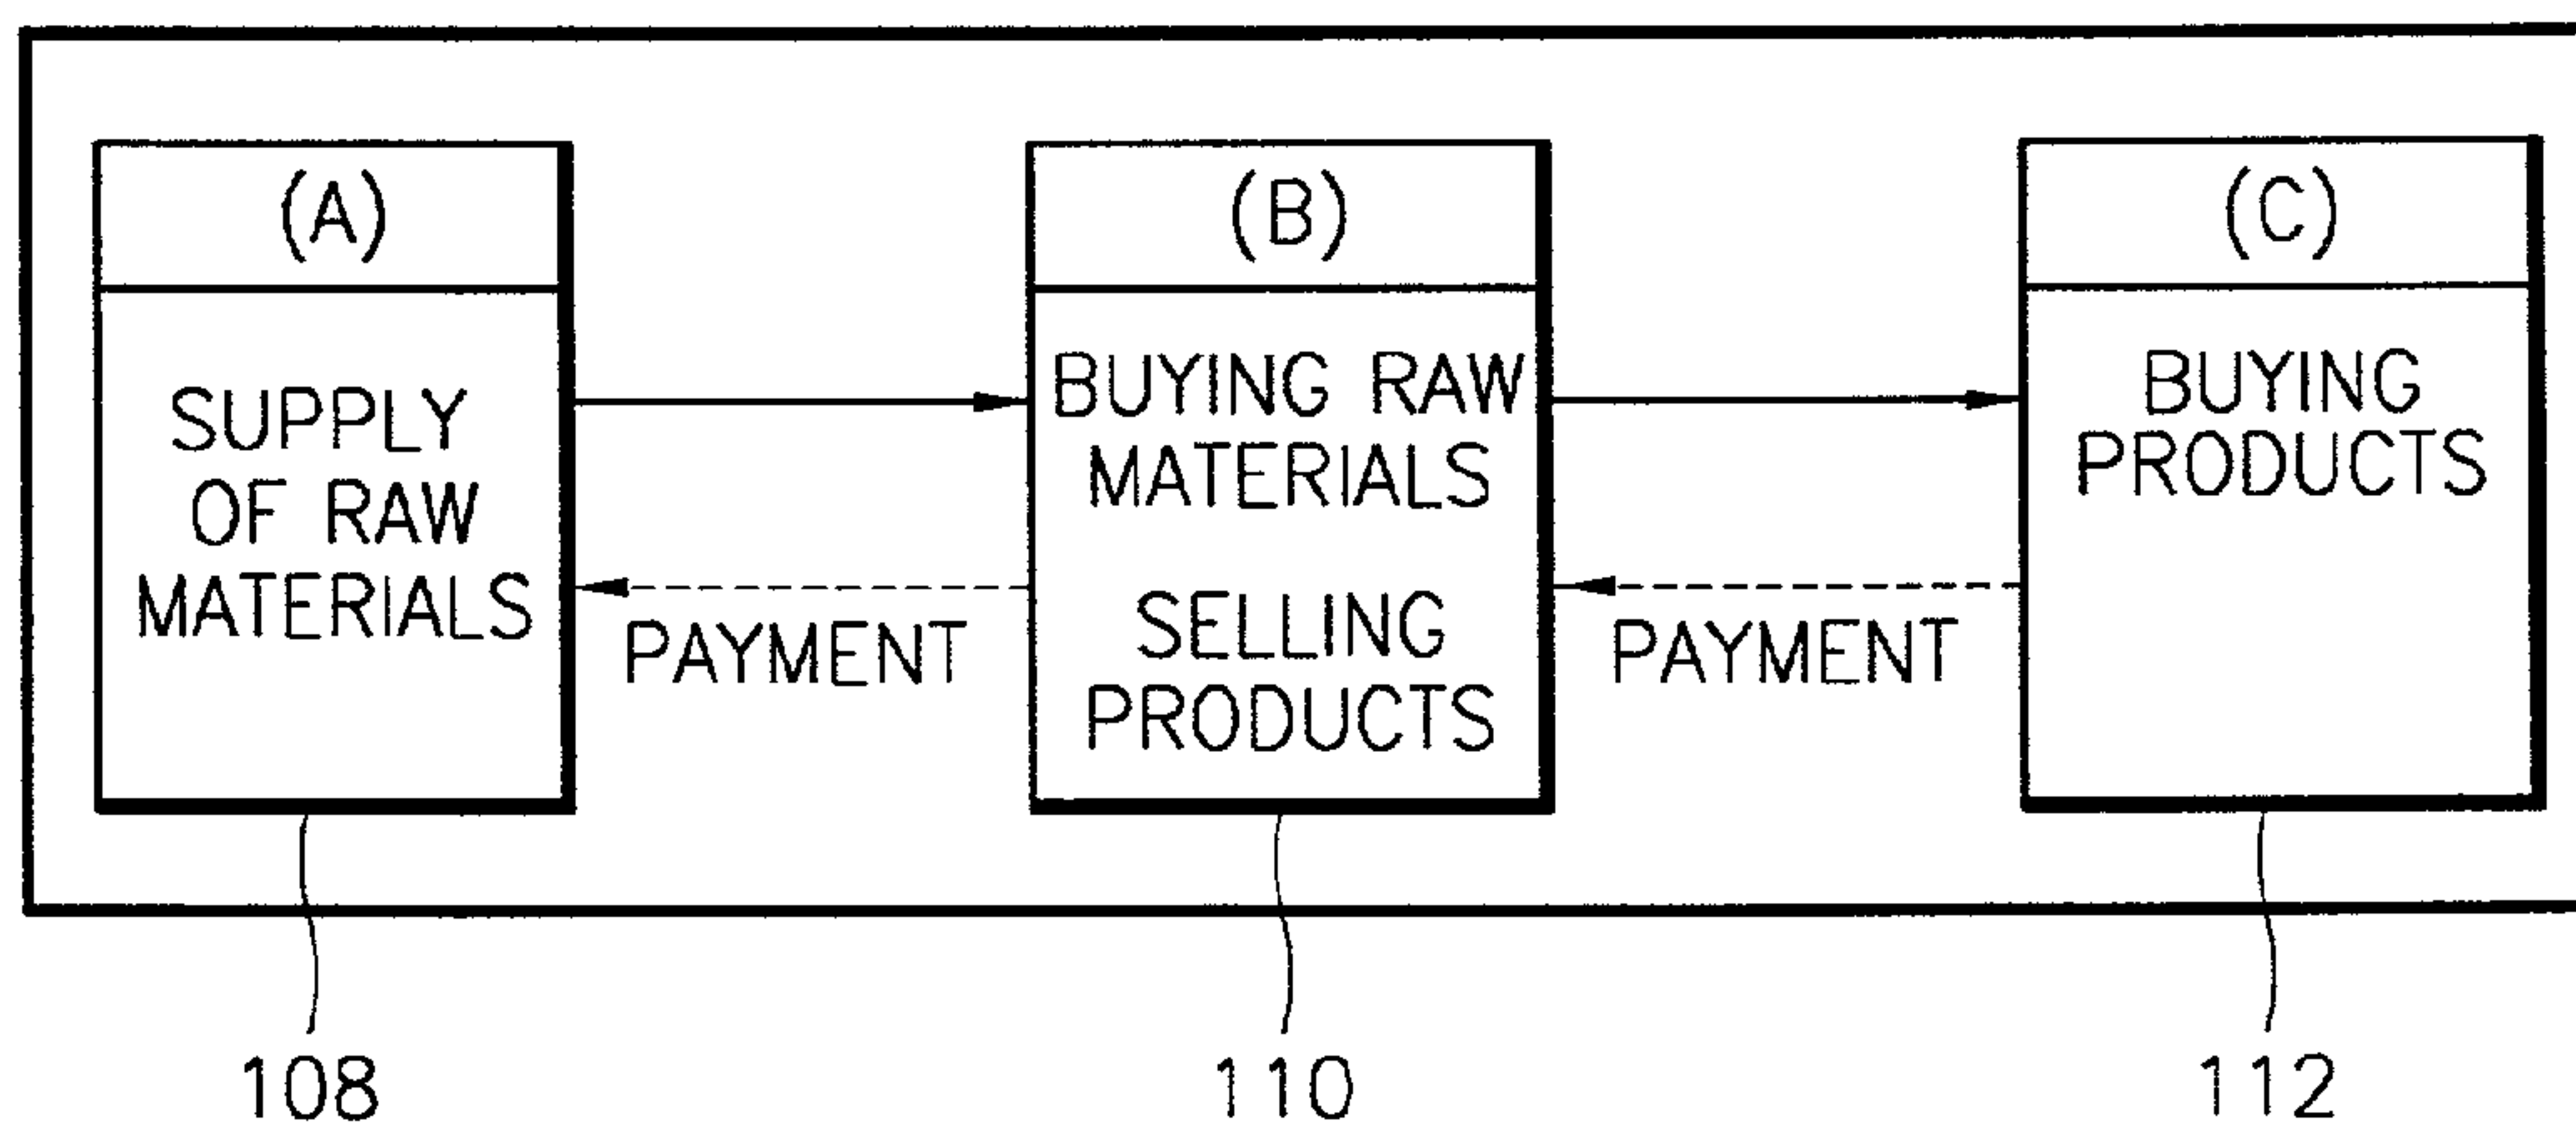 (A)
SUPPLY
OF RAW
MATERIALS
PAYMENT
(B)
BUYING RAW
MATERIALS
SELLING
PRODUCTS
PAYMENT
(C)
BUYING
PRODUCTS
108
110
112